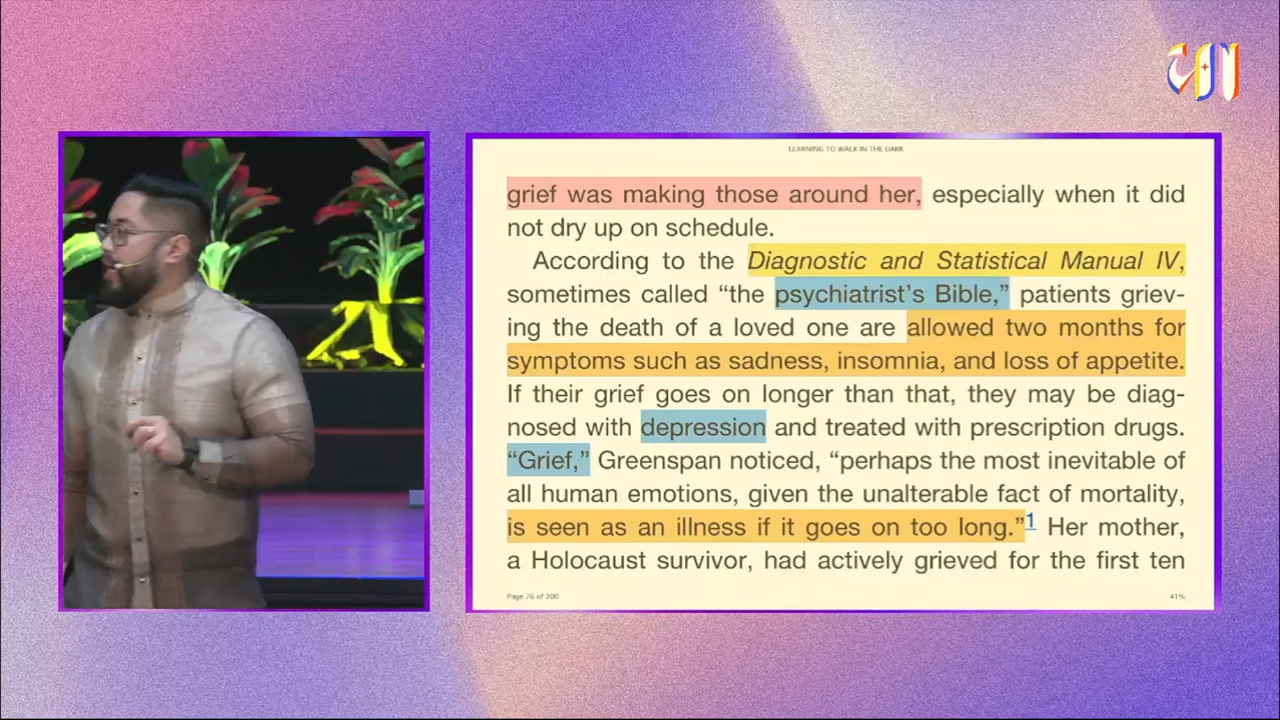 LEARNING TO WALK IN THE DARK
grief was making those around her, especially when it did
not dry up on schedule.
According to the Diagnostic and Statistical Manual IV,
sometimes called “the psychiatrist’s Bible,” patients griev-
ing the death of a loved one are allowed two months for
symptoms such as sadness, insomnia, and loss of appetite.
If their grief goes on longer than that, they may be diag-
nosed with depression and treated with prescription drugs.
“Grief,” Greenspan noticed, “perhaps the most inevitable of
all human emotions, given the unalterable fact of mortality,
is seen as an illness if it goes on too long.”1 Her mother,
a Holocaust survivor, had actively grieved for the first ten
Page 76 of 200
41%